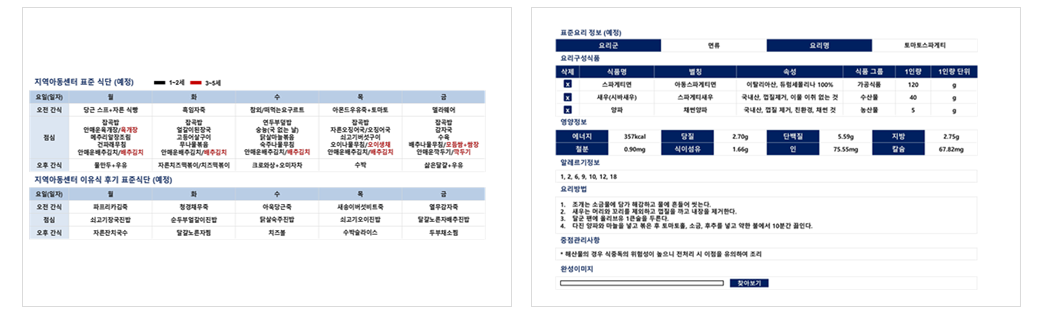 지역아동센터 표준 식단 (예정) 1~2세 3~5세
요일(일자) 월 화 수 목 금
오전 간식 당근 스프+자른 식빵 흑임자죽 참외/떠먹는요구르트 아몬드우유죽+토마토 델라웨어
점심 잡곡밥 잡곡밥 연두부덮밥 잡곡밥 잡곡밥
안매운육개장/육개장 얼갈이된장국 숭늉(국 없는 날) 자른오징어국/오징어국 감자국
메추리알장조림 고등어살구이 닭살마늘볶음 쇠고기버섯구이 수육
건파래무침 무나물볶음 숙주나물무침 오이나물무침/오이생채 배추나물무침/오듬쌈+쌈장
안매운배추김치/배추김치 안매운배추김치/배추김치 안매운배추김치/배추김치 안매운배추김치/배추김치 안매운깍두기/깍두기
오후 간식 물만두+우유 자른치즈떡볶이/치즈떡볶이 크로와상+오미자차 수박 삶은달걀+우유
지역아동센터 이유식 후기 표준식단 (예정)
요일(일자) 월 화 수 목 금
오전 간식 파프리카김죽 청경채무죽 아욱당근죽 새송이버섯비트죽 열무감자죽
점심 쇠고기장국진밥 순두부얼갈이진밥 닭살숙주진밥 쇠고기오이진밥 달걀노른자배추진밥
오후 간식 자른잔치국수 달걀노른자찜 치즈볼 수박슬라이스 두부채소찜
표준요리 정보 (예정)
요리군 면류 요리명 토마토스파게티
요리구성식품
삭제 식품명 별칭 속성 식품 그룹 1인량 1인량 단위
x 스파게티면 아동스파게티면 이탈리아산, 듀럼세몰리나 100% 가공식품 120 g
x 새우(시바새우) 스파게티새우 국내산, 껍질제거, 이물 이취 없는 것 수산물 40 g
x 양파 채썬양파 국내산, 껍질 제거, 친환경, 채썬 것 농산물 5 g
영양정보
에너지 357kcal 당질 2.70g 단백질 5.59g 지방 2.75g
철분 0.90mg 식이섬유 1.66g 인 75.55mg 칼슘 67.82mg
알레르기정보
1, 2, 6, 9, 10, 12, 18
요리방법
1. 조개는 소금물에 담가 해감하고 물에 흔들어 씻는다.
2. 새우는 머리와 꼬리를 제외하고 껍질을 까고 내장을 제거한다.
3. 달군 팬에 올리브유 1큰술을 두른다.
4. 다진 양파와 마늘을 넣고 볶은 후 토마토홀, 소금, 후추를 넣고 약한 불에서 10분간 끓인다.
중점관리사항
* 해산물의 경우 식중독의 위험성이 높으니 전처리 시 이점을 유의하여 조리
완성이미지
찾아보기